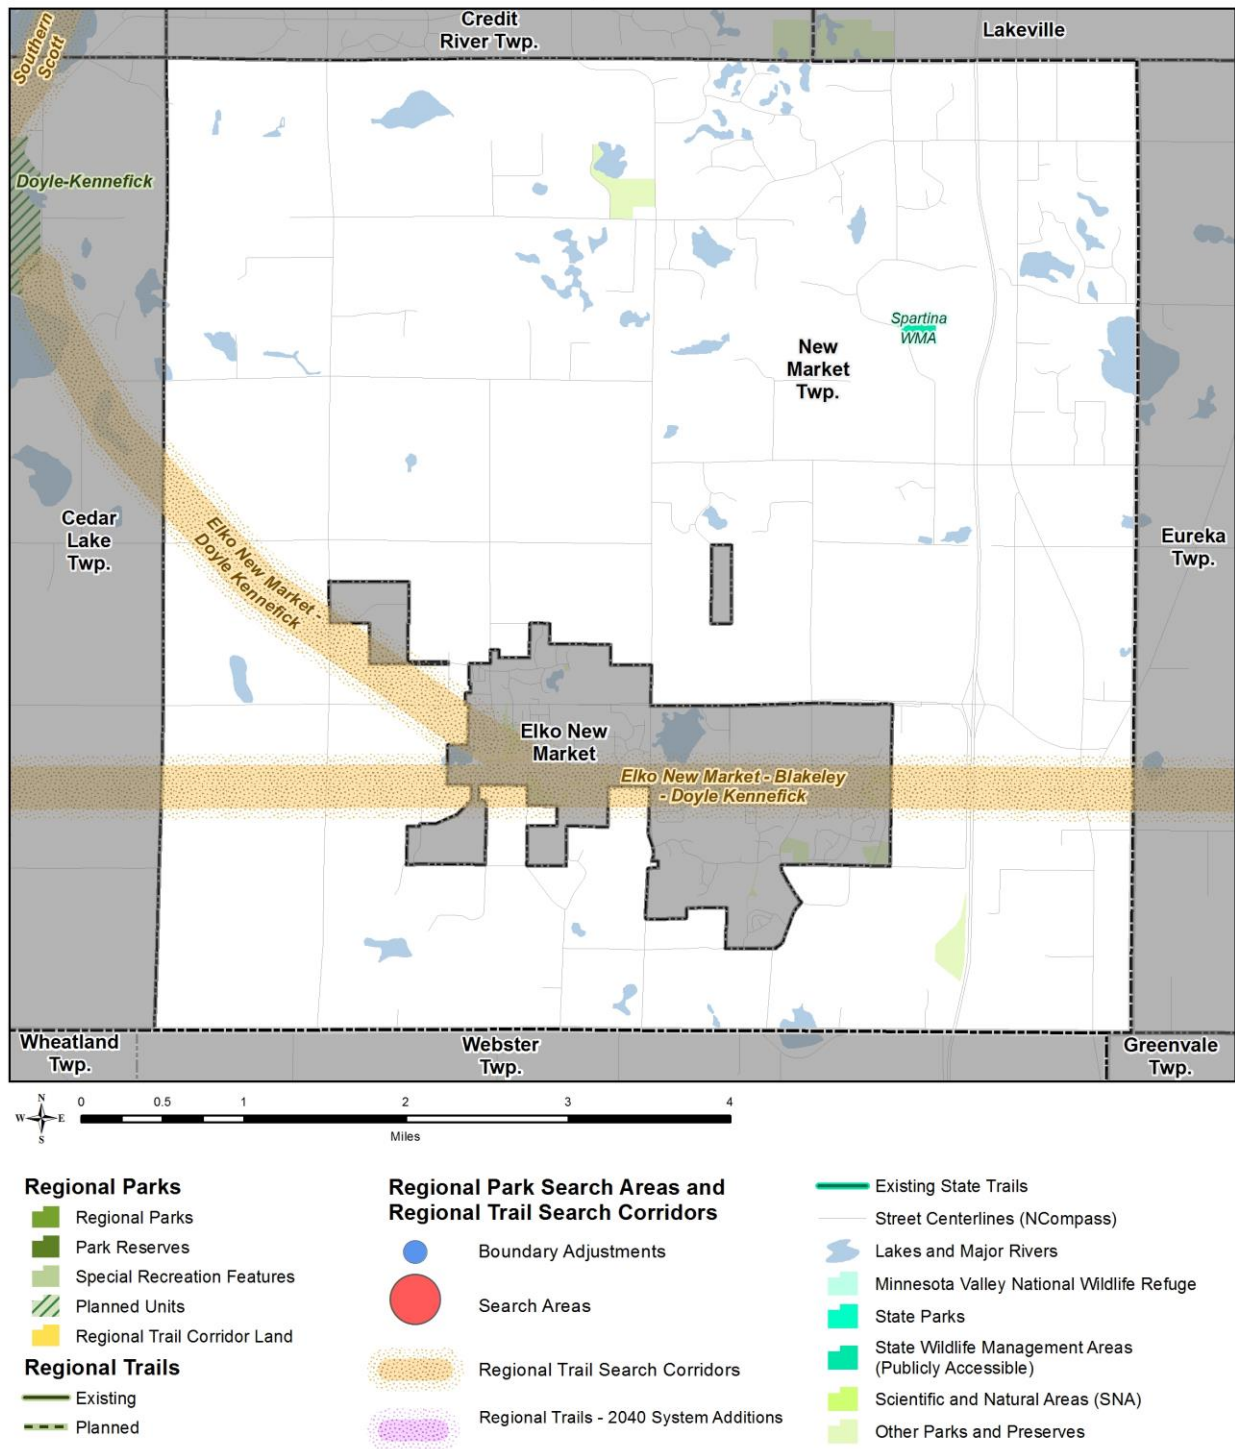 Credit
River Twp.
Lakeville
Southern
Scott
Doyle-Kennefick
Spartina
WMA
New
Market
Twp.
Cedar
Lake
Twp.
Elko New Market -
Doyle Kennefick
Eureka
Twp.
Elko New
Market
Elko New Market - Blakeley
- Doyle Kennefick
Wheatland
Twp.
Webster
Twp.
Greenvale
Twp.
N
W E
S
0 0.5 1 2 3 4
Miles
Regional Parks
Regional Parks
Park Reserves
Special Recreation Features
Planned Units
Regional Trail Corridor Land
Regional Trails
Existing
Planned
Regional Park Search Areas and
Regional Trail Search Corridors
Boundary Adjustments
Search Areas
Regional Trail Search Corridors
Regional Trails - 2040 System Additions
Existing State Trails
Street Centerlines (NCompass)
Lakes and Major Rivers
Minnesota Valley National Wildlife Refuge
State Parks
State Wildlife Management Areas
(Publicly Accessible)
Scientific and Natural Areas (SNA)
Other Parks and Preserves